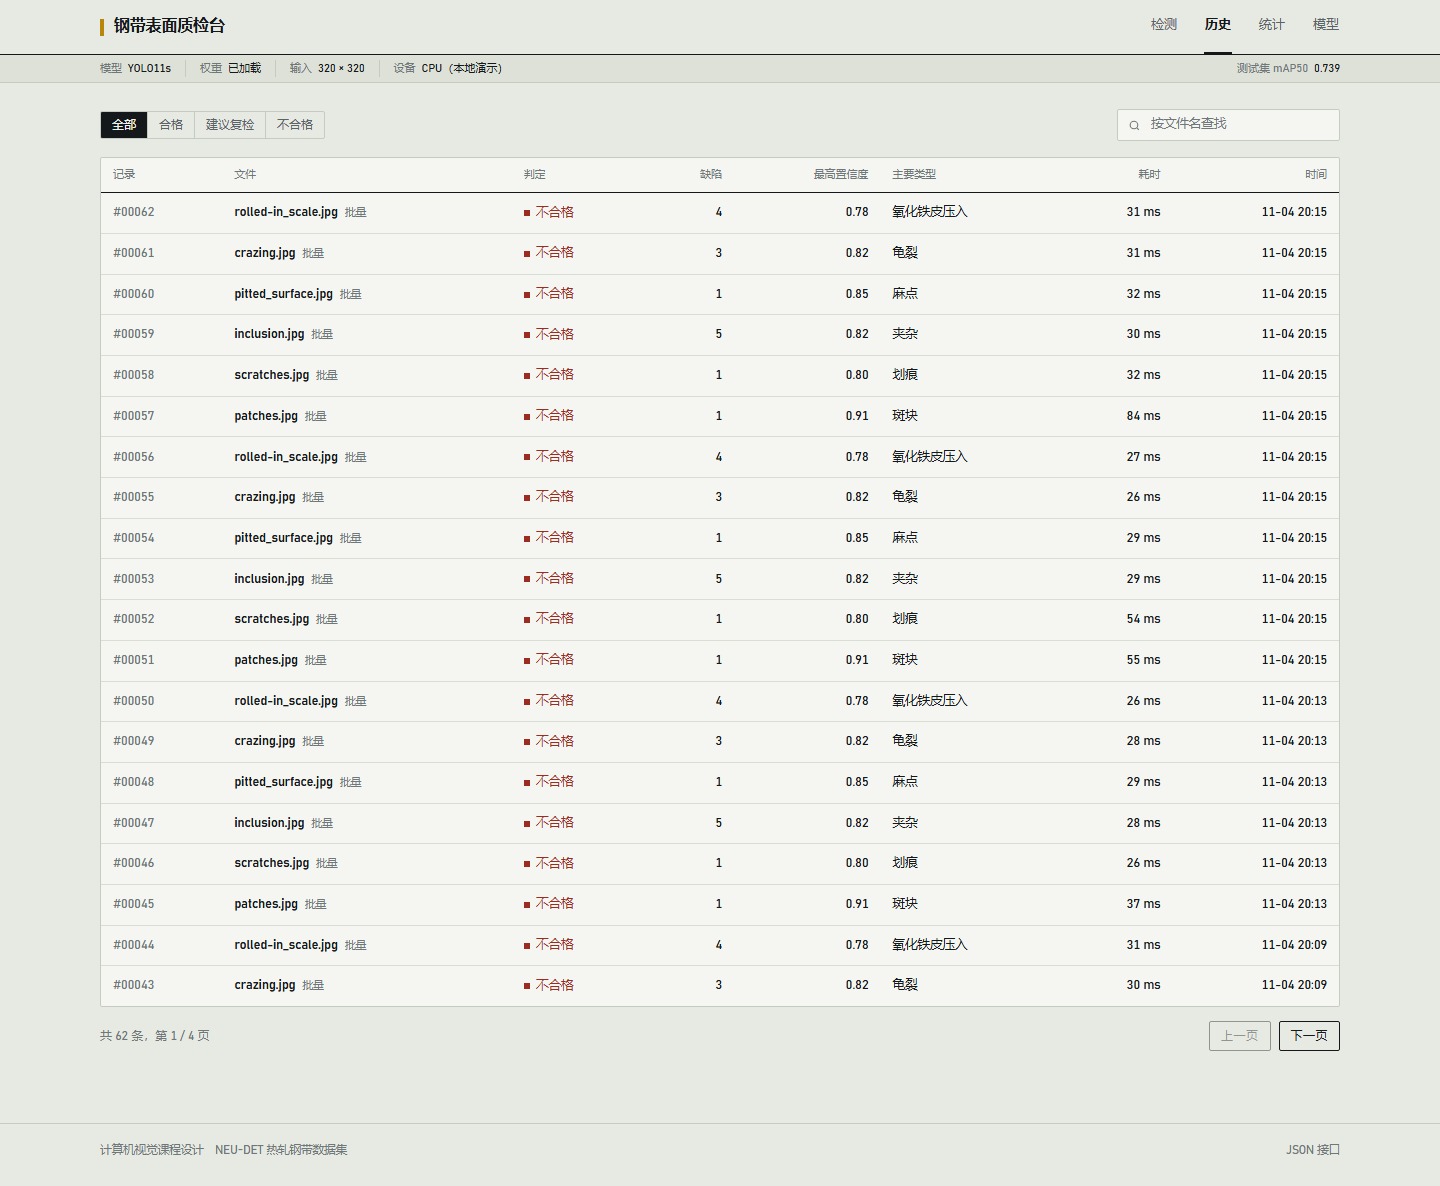 钢带表面质检台 检测 历史 统计 模型
模型 YOLO11s 权重 已加载 输入 320 × 320 设备 CPU（本地演示） 测试集 mAP50 0.739
全部 合格 建议复检 不合格 按文件名查找
记录 文件 判定 缺陷 最高置信度 主要类型 耗时 时间
#00062 rolled-in_scale.jpg 批量 不合格 4 0.78 氧化铁皮压入 31 ms 11-04 20:15
#00061 crazing.jpg 批量 不合格 3 0.82 龟裂 31 ms 11-04 20:15
#00060 pitted_surface.jpg 批量 不合格 1 0.85 麻点 32 ms 11-04 20:15
#00059 inclusion.jpg 批量 不合格 5 0.82 夹杂 30 ms 11-04 20:15
#00058 scratches.jpg 批量 不合格 1 0.80 划痕 32 ms 11-04 20:15
#00057 patches.jpg 批量 不合格 1 0.91 斑块 84 ms 11-04 20:15
#00056 rolled-in_scale.jpg 批量 不合格 4 0.78 氧化铁皮压入 27 ms 11-04 20:15
#00055 crazing.jpg 批量 不合格 3 0.82 龟裂 26 ms 11-04 20:15
#00054 pitted_surface.jpg 批量 不合格 1 0.85 麻点 29 ms 11-04 20:15
#00053 inclusion.jpg 批量 不合格 5 0.82 夹杂 29 ms 11-04 20:15
#00052 scratches.jpg 批量 不合格 1 0.80 划痕 54 ms 11-04 20:15
#00051 patches.jpg 批量 不合格 1 0.91 斑块 55 ms 11-04 20:15
#00050 rolled-in_scale.jpg 批量 不合格 4 0.78 氧化铁皮压入 26 ms 11-04 20:13
#00049 crazing.jpg 批量 不合格 3 0.82 龟裂 28 ms 11-04 20:13
#00048 pitted_surface.jpg 批量 不合格 1 0.85 麻点 29 ms 11-04 20:13
#00047 inclusion.jpg 批量 不合格 5 0.82 夹杂 28 ms 11-04 20:13
#00046 scratches.jpg 批量 不合格 1 0.80 划痕 26 ms 11-04 20:13
#00045 patches.jpg 批量 不合格 1 0.91 斑块 37 ms 11-04 20:13
#00044 rolled-in_scale.jpg 批量 不合格 4 0.78 氧化铁皮压入 31 ms 11-04 20:09
#00043 crazing.jpg 批量 不合格 3 0.82 龟裂 30 ms 11-04 20:09
共 62 条，第 1 / 4 页 上一页 下一页
计算机视觉课程设计 NEU-DET 热轧钢带数据集 JSON 接口